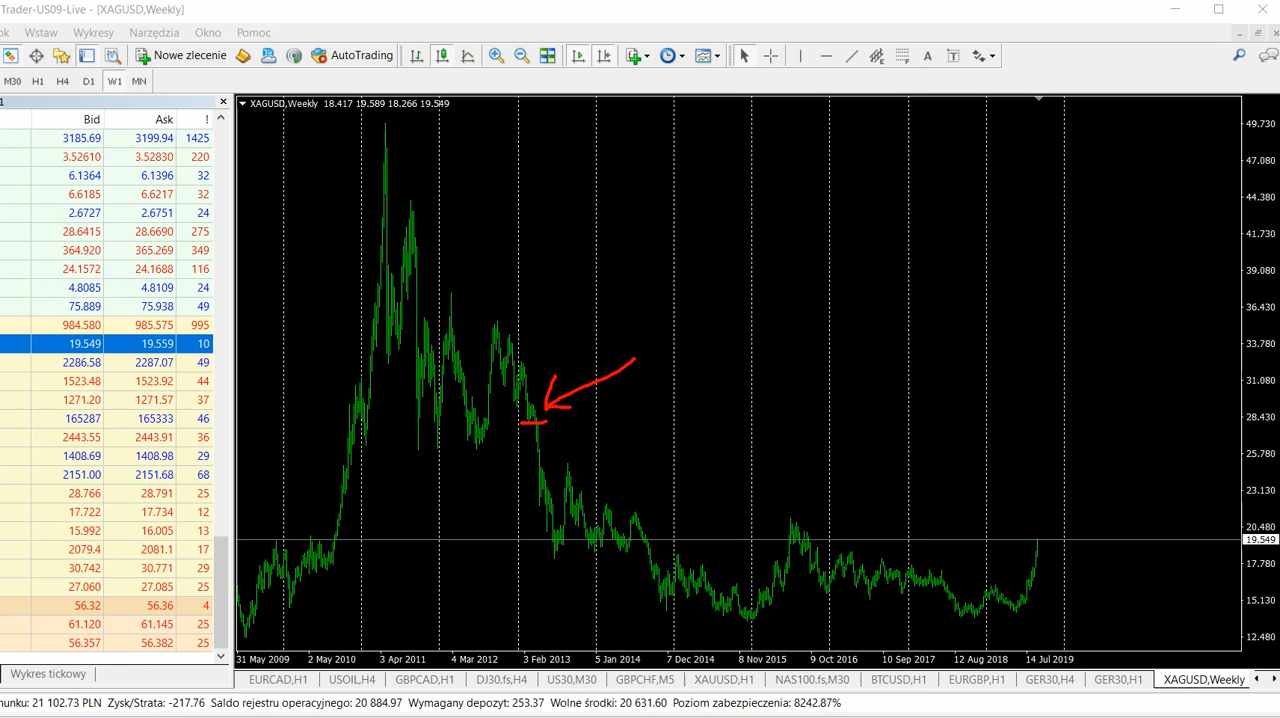 Trader-US09-Live - [XAGUSD,Weekly]
ok Wstaw Wykresy Narzędzia Okno Pomoc
Nowe zlecenie AutoTrading
A T
M30 H1 H4 D1 W1 MN
1
Bid Ask !
3185.69 3199.94 1425
3.52610 3.52830 220
6.1364 6.1396 32
6.6185 6.6217 32
2.6727 2.6751 24
28.6415 28.6690 275
364.920 365.269 349
24.1572 24.1688 116
4.8085 4.8109 24
75.889 75.938 49
984.580 985.575 995
19.549 19.559 10
2286.58 2287.07 49
1523.48 1523.92 44
1271.20 1271.57 37
165287 165333 46
2443.55 2443.91 36
1408.69 1408.98 29
2151.00 2151.68 68
28.766 28.791 25
17.722 17.734 12
15.992 16.005 13
2079.4 2081.1 17
30.742 30.771 29
27.060 27.085 25
56.32 56.36 4
61.120 61.145 25
56.357 56.382 25
Wykres tickowy
XAGUSD,Weekly 18.417 19.589 18.266 19.549
49.730
47.080
44.380
41.730
39.080
36.430
33.780
31.080
28.430
25.780
23.130
20.480
19.549
17.780
15.130
12.480
31 May 2009 2 May 2010 3 Apr 2011 4 Mar 2012 3 Feb 2013 5 Jan 2014 7 Dec 2014 8 Nov 2015 9 Oct 2016 10 Sep 2017 12 Aug 2018 14 Jul 2019
EURCAD,H1 USOIL,H4 GBPCAD,H1 DJ30.fs,H4 US30,M30 GBPCHF,M5 XAUUSD,H1 NAS100.fs,M30 BTCUSD,H1 EURGBP,H1 GER30,H4 GER30,H1 XAGUSD,Weekly
hunku: 21 102.73 PLN Zysk/Strata: -217.76 Saldo rejestru operacyjnego: 20 884.97 Wymagany depozyt: 253.37 Wolne środki: 20 631.60 Poziom zabezpieczenia: 8242.87%